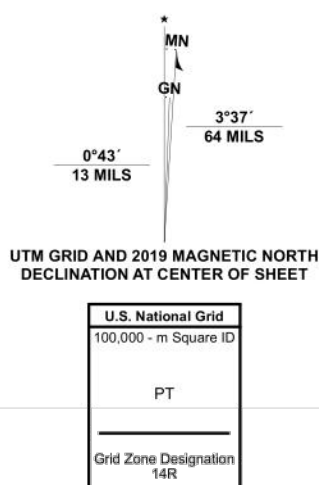 *
MN
GN
3°37´
64 MILS
0°43´
13 MILS
UTM GRID AND 2019 MAGNETIC NORTH
DECLINATION AT CENTER OF SHEET
U.S. National Grid
100,000 - m Square ID
PT
Grid Zone Designation
14R